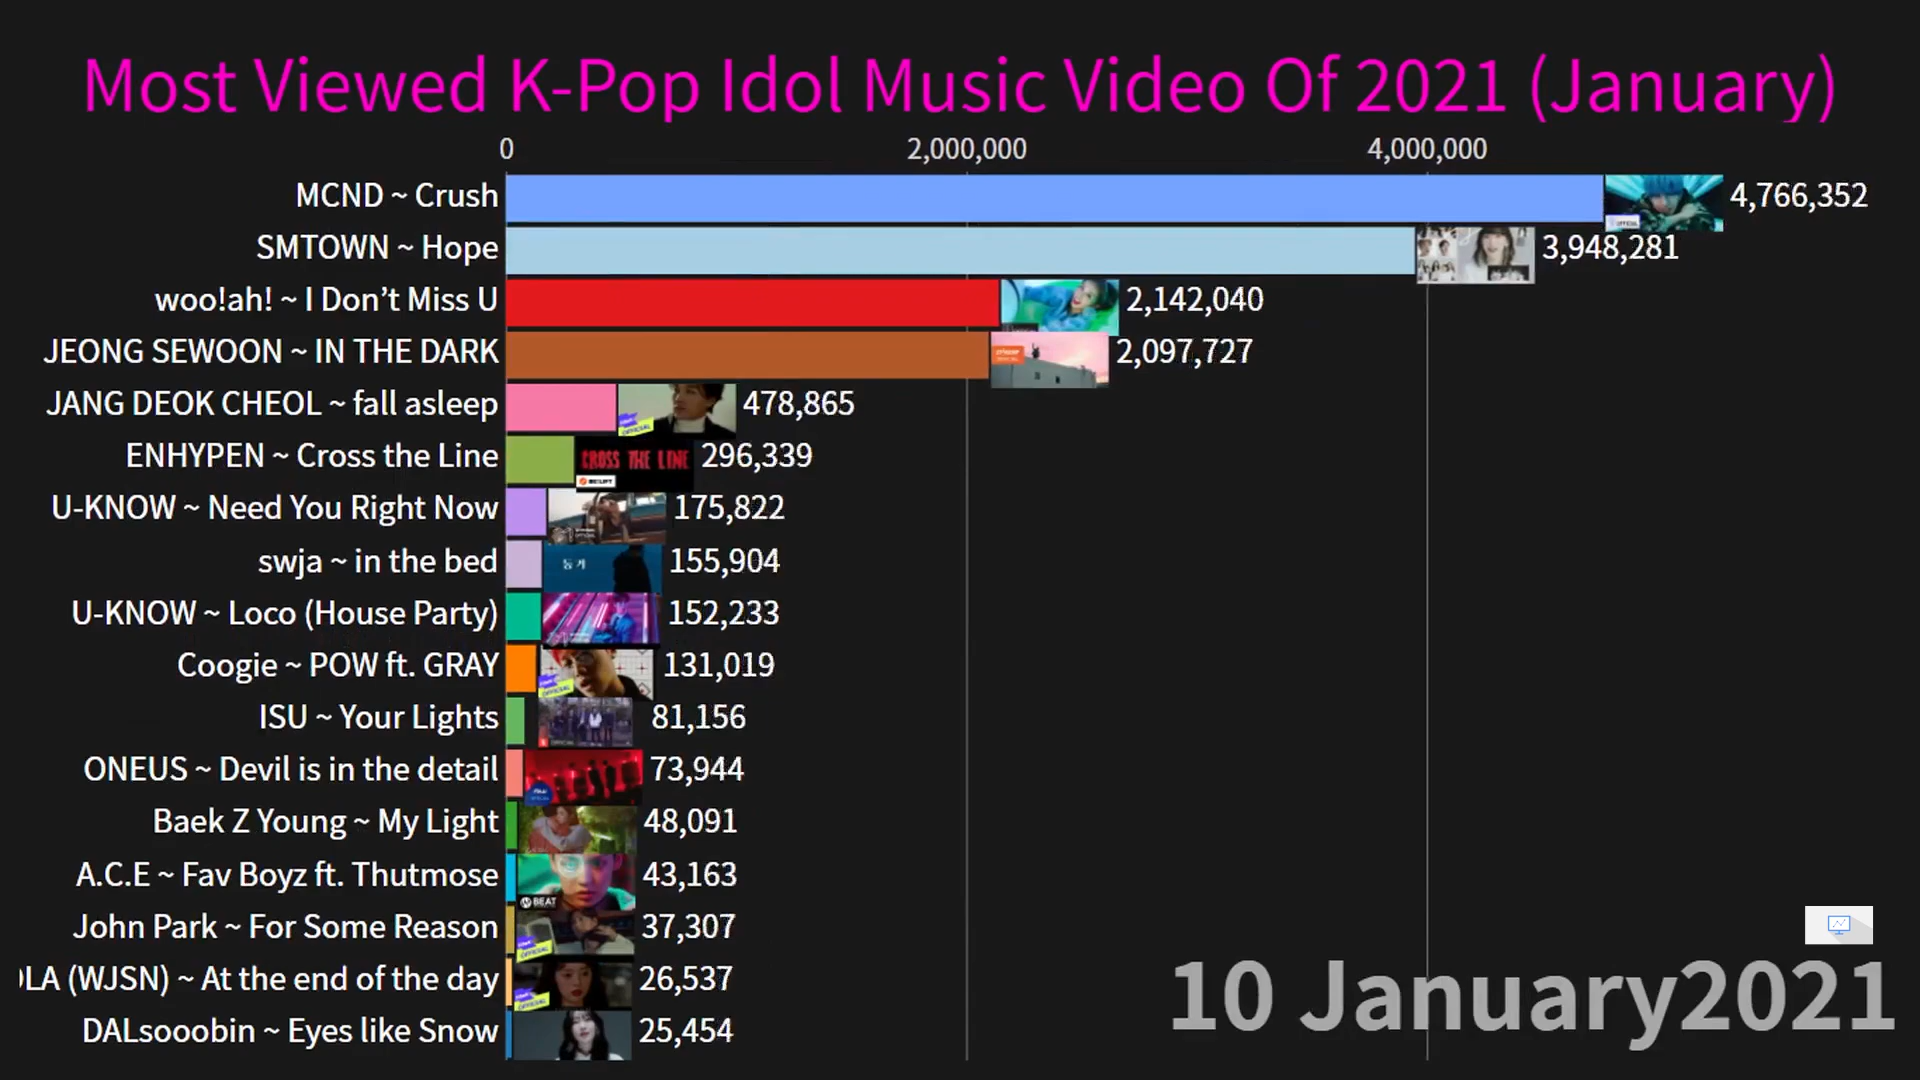 Most Viewed K-Pop Idol Music Video Of 2021 (January)
0 2,000,000 4,000,000
MCND ~ Crush 4,766,352
SMTOWN ~ Hope 3,948,281
woo!ah! ~ I Don’t Miss U 2,142,040
JEONG SEWOON ~ IN THE DARK 2,097,727
JANG DEOK CHEOL ~ fall asleep OFFICIAL 478,865
ENHYPEN ~ Cross the Line CROSS THE LINE BELIFT 296,339
U-KNOW ~ Need You Right Now 175,822
swja ~ in the bed 155,904
U-KNOW ~ Loco (House Party) 152,233
Coogie ~ POW ft. GRAY OFFICIAL 131,019
ISU ~ Your Lights 81,156
ONEUS ~ Devil is in the detail 73,944
Baek Z Young ~ My Light 48,091
A.C.E ~ Fav Boyz ft. Thutmose BEAT 43,163
John Park ~ For Some Reason OFFICIAL 37,307
LA (WJSN) ~ At the end of the day OFFICIAL 26,537
DALsooobin ~ Eyes like Snow 25,454
10 January2021